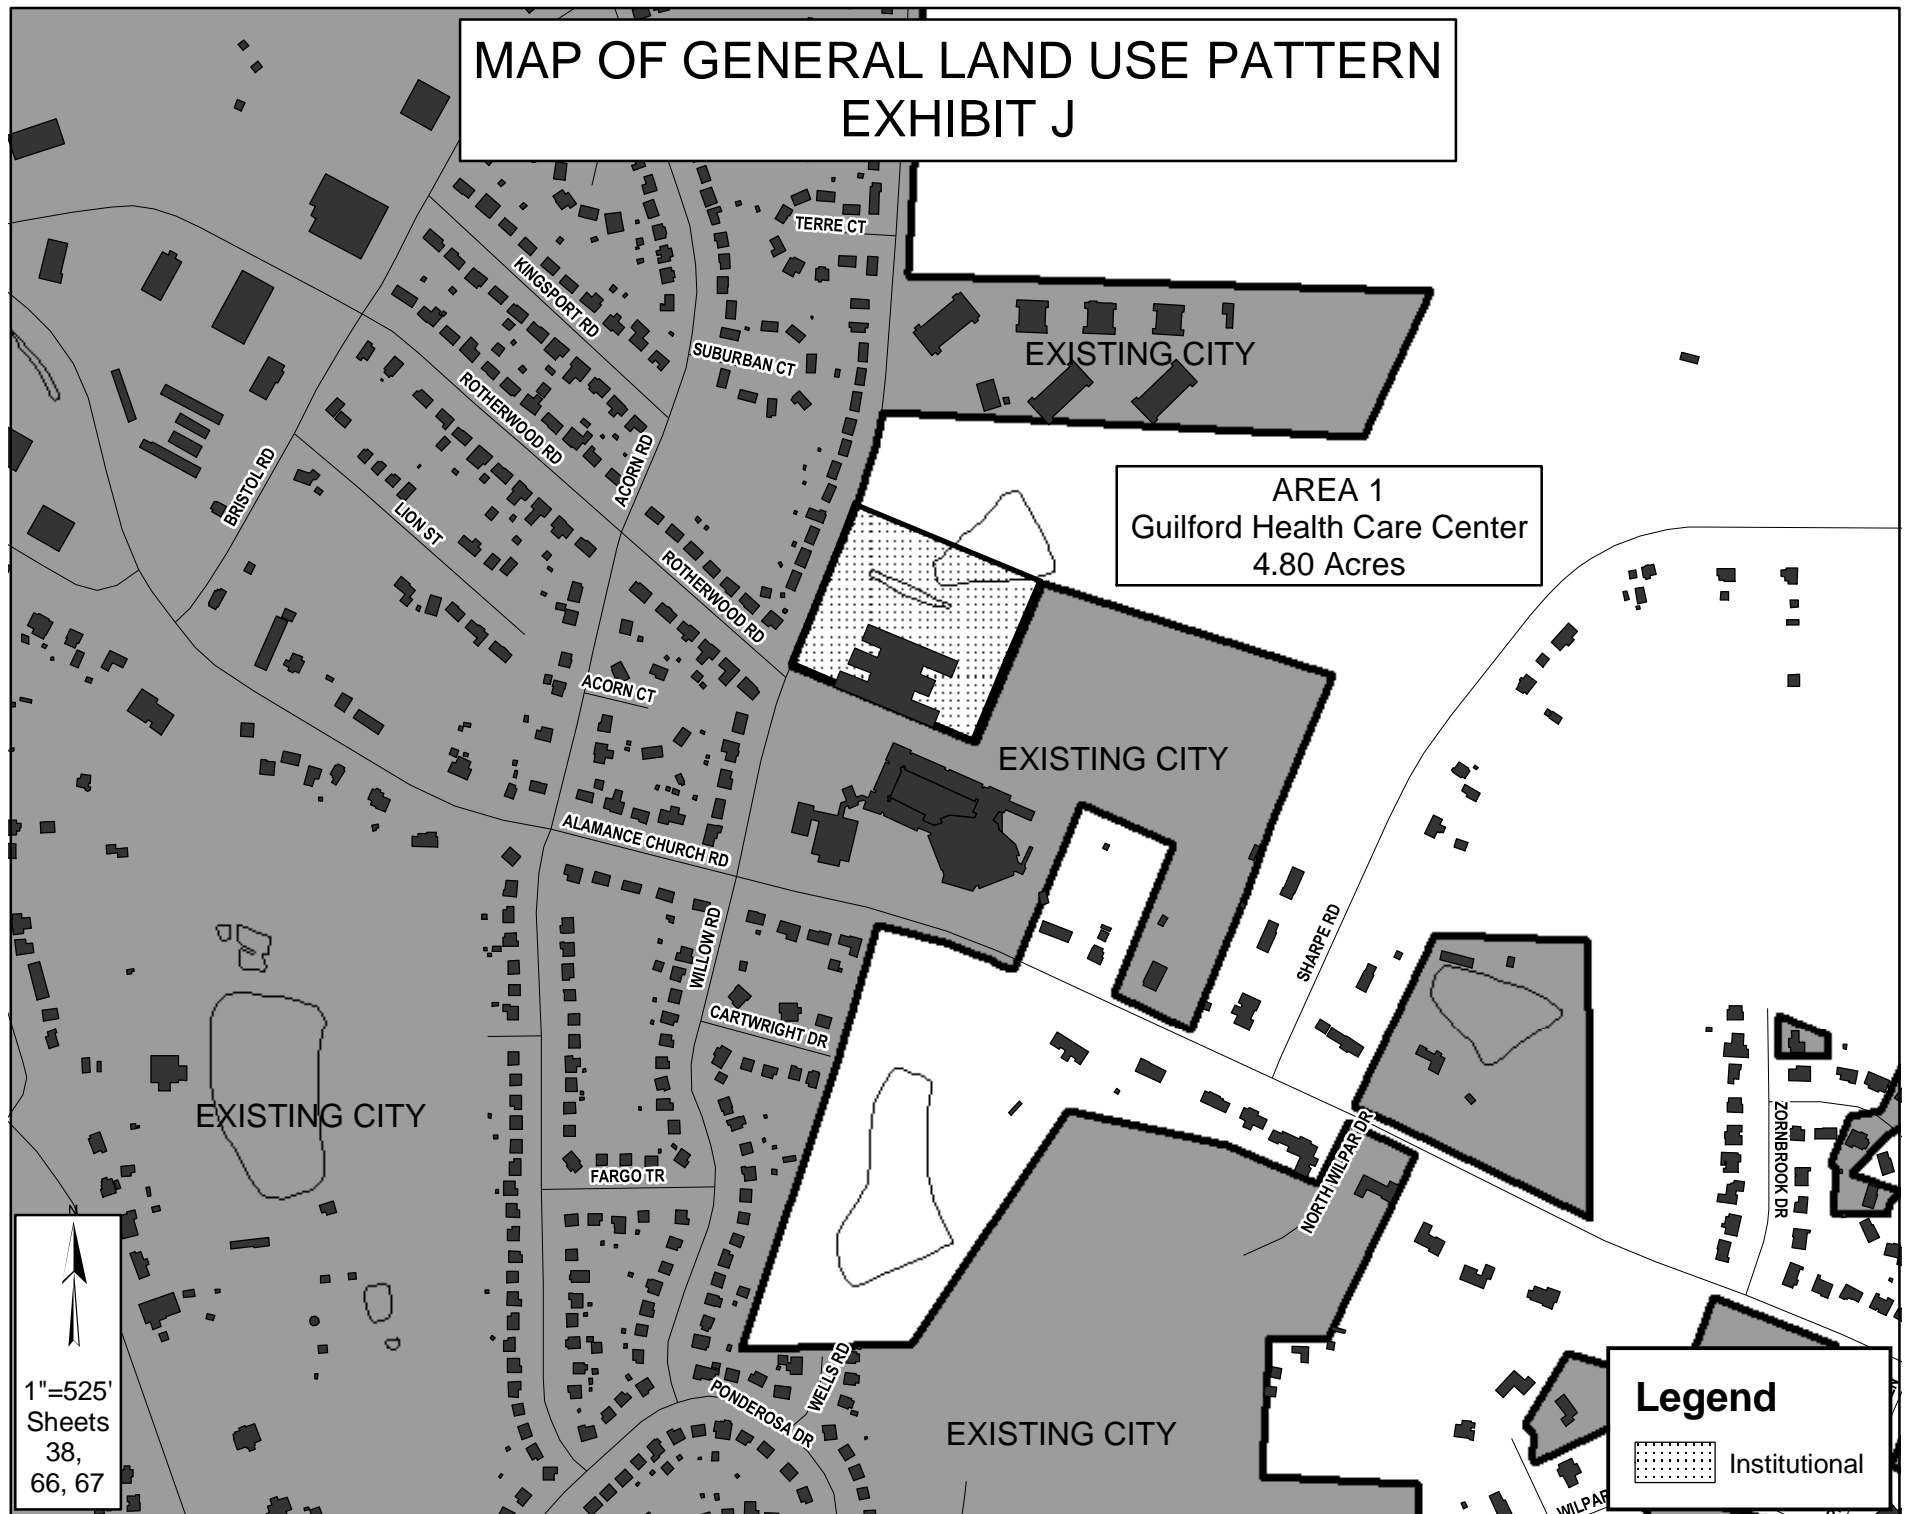 MAP OF GENERAL LAND USE PATTERN
EXHIBIT J
TERRE CT
KINGSPORT RD
SUBURBAN CT
EXISTING CITY
ROTHERWOOD RD
ACORN RD
BRISTOL RD
LION ST
AREA 1
Guilford Health Care Center
4.80 Acres
ROTHERWOOD RD
ACORN CT
EXISTING CITY
ALAMANCE CHURCH RD
WILLOW RD
SHARPE RD
CARTWRIGHT DR
EXISTING CITY
NORTH WILPAR DR
ZORNBROOK DR
FARGO TR
N
1"=525'
Sheets
38,
66, 67
WELLS RD
PONDEROSA DR
EXISTING CITY
Legend
Institutional
WILPAR